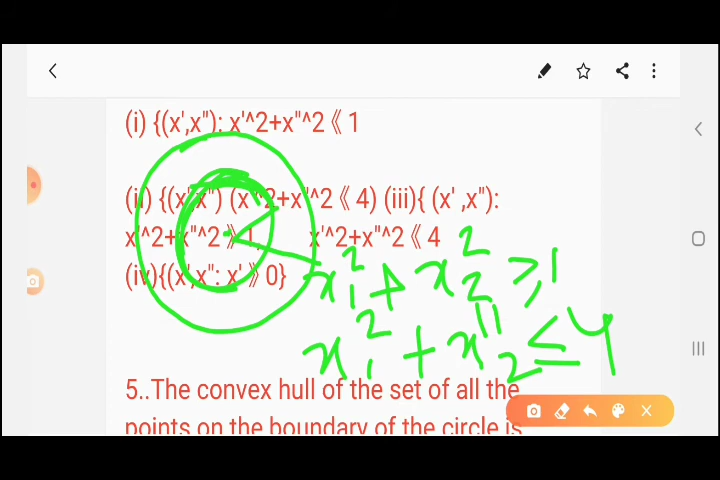 (i) {(x',x"): x'^2+x"^2《 1
(ii) {(x',x") (x'^2+x"^2《 4) (iii){ (x' ,x"):
x'^2+x"^2 》1, x'^2+x"^2《 4
(iv){(x',x": x'》0}
x₁² + x₂² ≥ 1
x₁² + x₂² ≤ 4
5..The convex hull of the set of all the
points on the boundary of the circle is